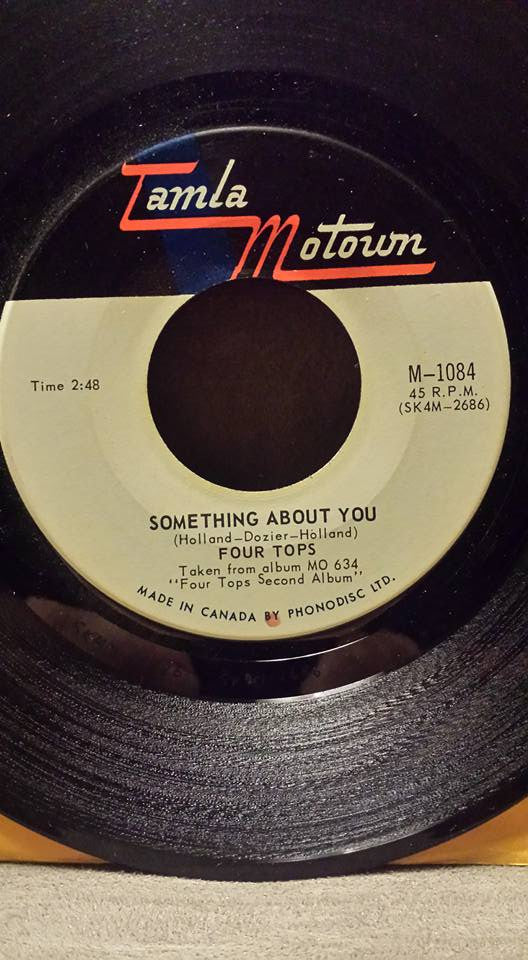 Tamla
Motown
Time 2:48
M-1084
45 R.P.M.
(SK4M-2686)
SOMETHING ABOUT YOU
(Holland-Dozier-Holland)
FOUR TOPS
Taken from album MO 634
"Four Tops Second Album"
MADE IN CANADA BY PHONODISC LTD.